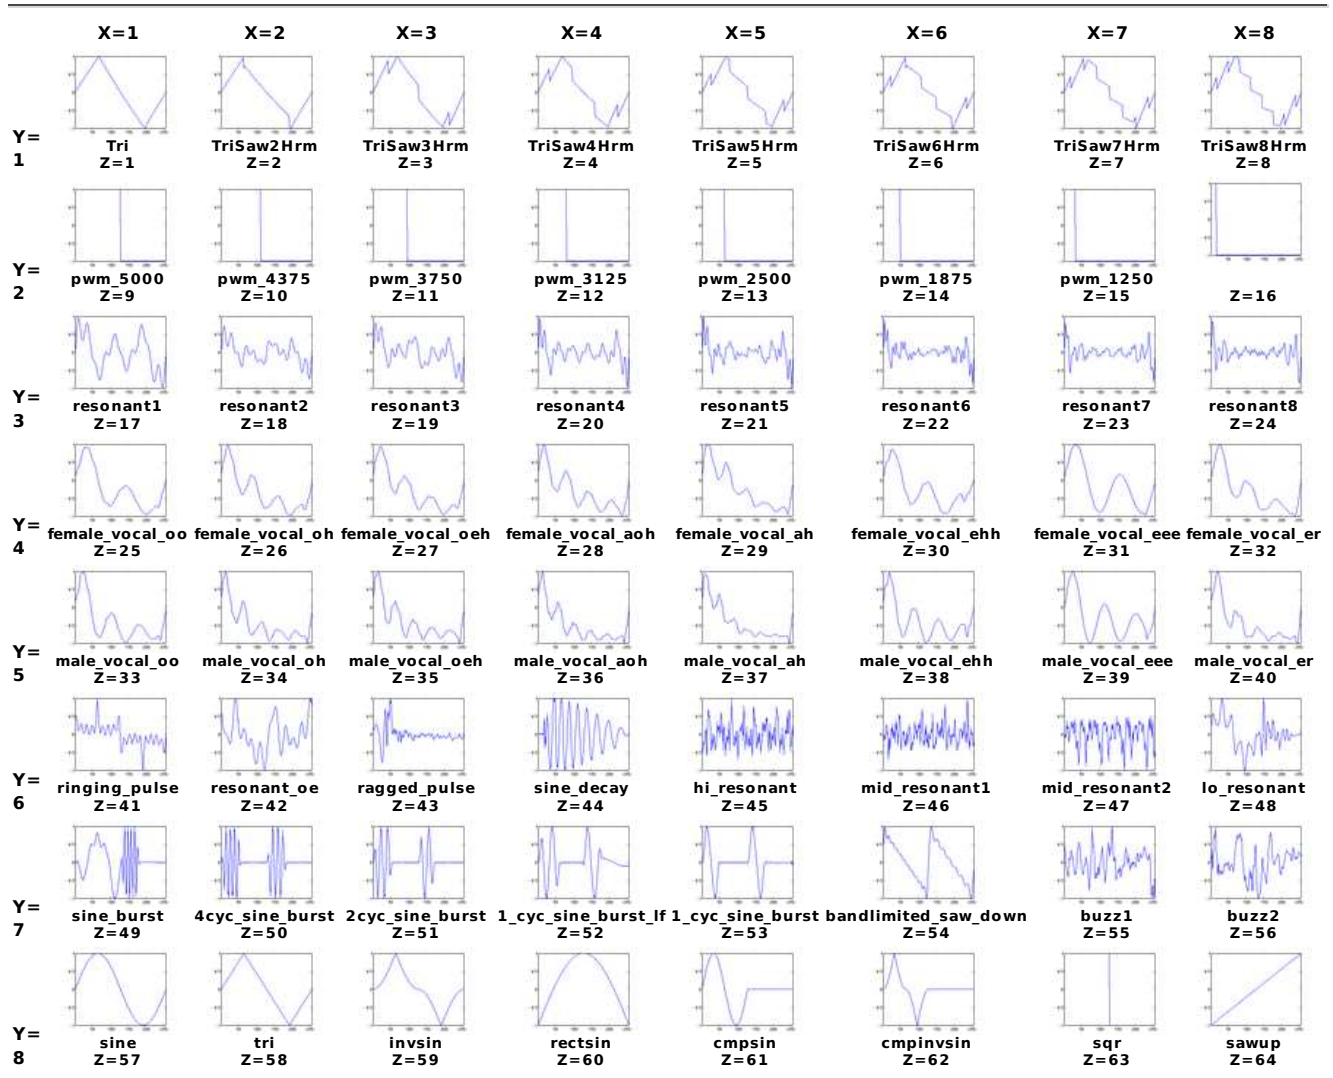 X=1 X=2 X=3 X=4 X=5 X=6 X=7 X=8
Y=
1
Tri TriSaw2Hrm TriSaw3Hrm TriSaw4Hrm TriSaw5Hrm TriSaw6Hrm TriSaw7Hrm TriSaw8Hrm
Z=1 Z=2 Z=3 Z=4 Z=5 Z=6 Z=7 Z=8
Y=
2
pwm_5000 pwm_4375 pwm_3750 pwm_3125 pwm_2500 pwm_1875 pwm_1250
Z=9 Z=10 Z=11 Z=12 Z=13 Z=14 Z=15 Z=16
Y=
3
resonant1 resonant2 resonant3 resonant4 resonant5 resonant6 resonant7 resonant8
Z=17 Z=18 Z=19 Z=20 Z=21 Z=22 Z=23 Z=24
Y=
4
female_vocal_oo female_vocal_oh female_vocal_oeh female_vocal_aoh female_vocal_ah female_vocal_ehh female_vocal_eee female_vocal_er
Z=25 Z=26 Z=27 Z=28 Z=29 Z=30 Z=31 Z=32
Y=
5
male_vocal_oo male_vocal_oh male_vocal_oeh male_vocal_aoh male_vocal_ah male_vocal_ehh male_vocal_eee male_vocal_er
Z=33 Z=34 Z=35 Z=36 Z=37 Z=38 Z=39 Z=40
Y=
6
ringing_pulse resonant_oe ragged_pulse sine_decay hi_resonant mid_resonant1 mid_resonant2 lo_resonant
Z=41 Z=42 Z=43 Z=44 Z=45 Z=46 Z=47 Z=48
Y=
7
sine_burst 4cyc_sine_burst 2cyc_sine_burst 1_cyc_sine_burst_lf 1_cyc_sine_burst bandlimited_saw_down buzz1 buzz2
Z=49 Z=50 Z=51 Z=52 Z=53 Z=54 Z=55 Z=56
Y=
8
sine tri invsin rectsin cmpsin cmpinvsin sqr sawup
Z=57 Z=58 Z=59 Z=60 Z=61 Z=62 Z=63 Z=64